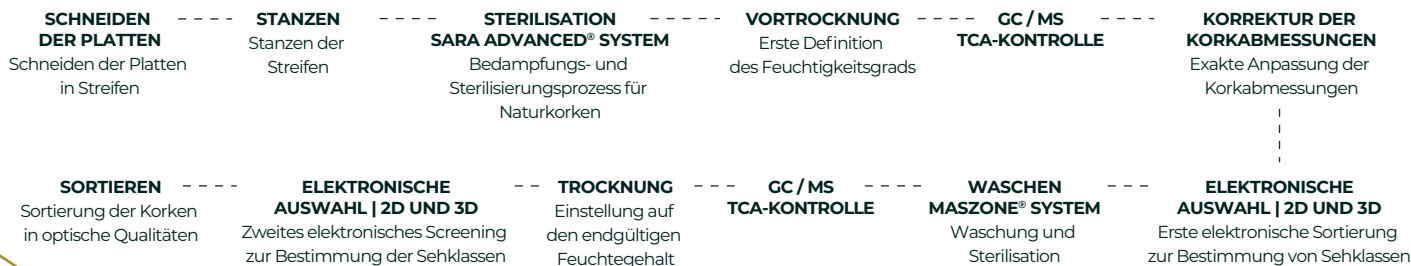 SCHNEIDEN
DER PLATTEN
Schneiden der Platten
in Streifen
STANZEN
Stanzen der
Streifen
STERILISATION
SARA ADVANCED® SYSTEM
Bedampfungs- und
Sterilisierungsprozess für
Naturkorken
VORTROCKNUNG
Erste Definition
des Feuchtigkeitsgrads
GC / MS
TCA-KONTROLLE
KORREKTUR DER
KORKABMESSUNGEN
Exakte Anpassung der
Korkabmessungen
ELEKTRONISCHE
AUSWAHL | 2D UND 3D
Erste elektronische Sortierung
zur Bestimmung von Sehklassen
WASCHEN
MASZONE® SYSTEM
Waschung und
Sterilisation
GC / MS
TCA-KONTROLLE
TROCKNUNG
Einstellung auf
den endgültigen
Feuchtegehalt
ELEKTRONISCHE
AUSWAHL | 2D UND 3D
Zweites elektronisches Screening
zur Bestimmung der Sehklassen
SORTIEREN
Sortierung der Korken
in optische Qualitäten